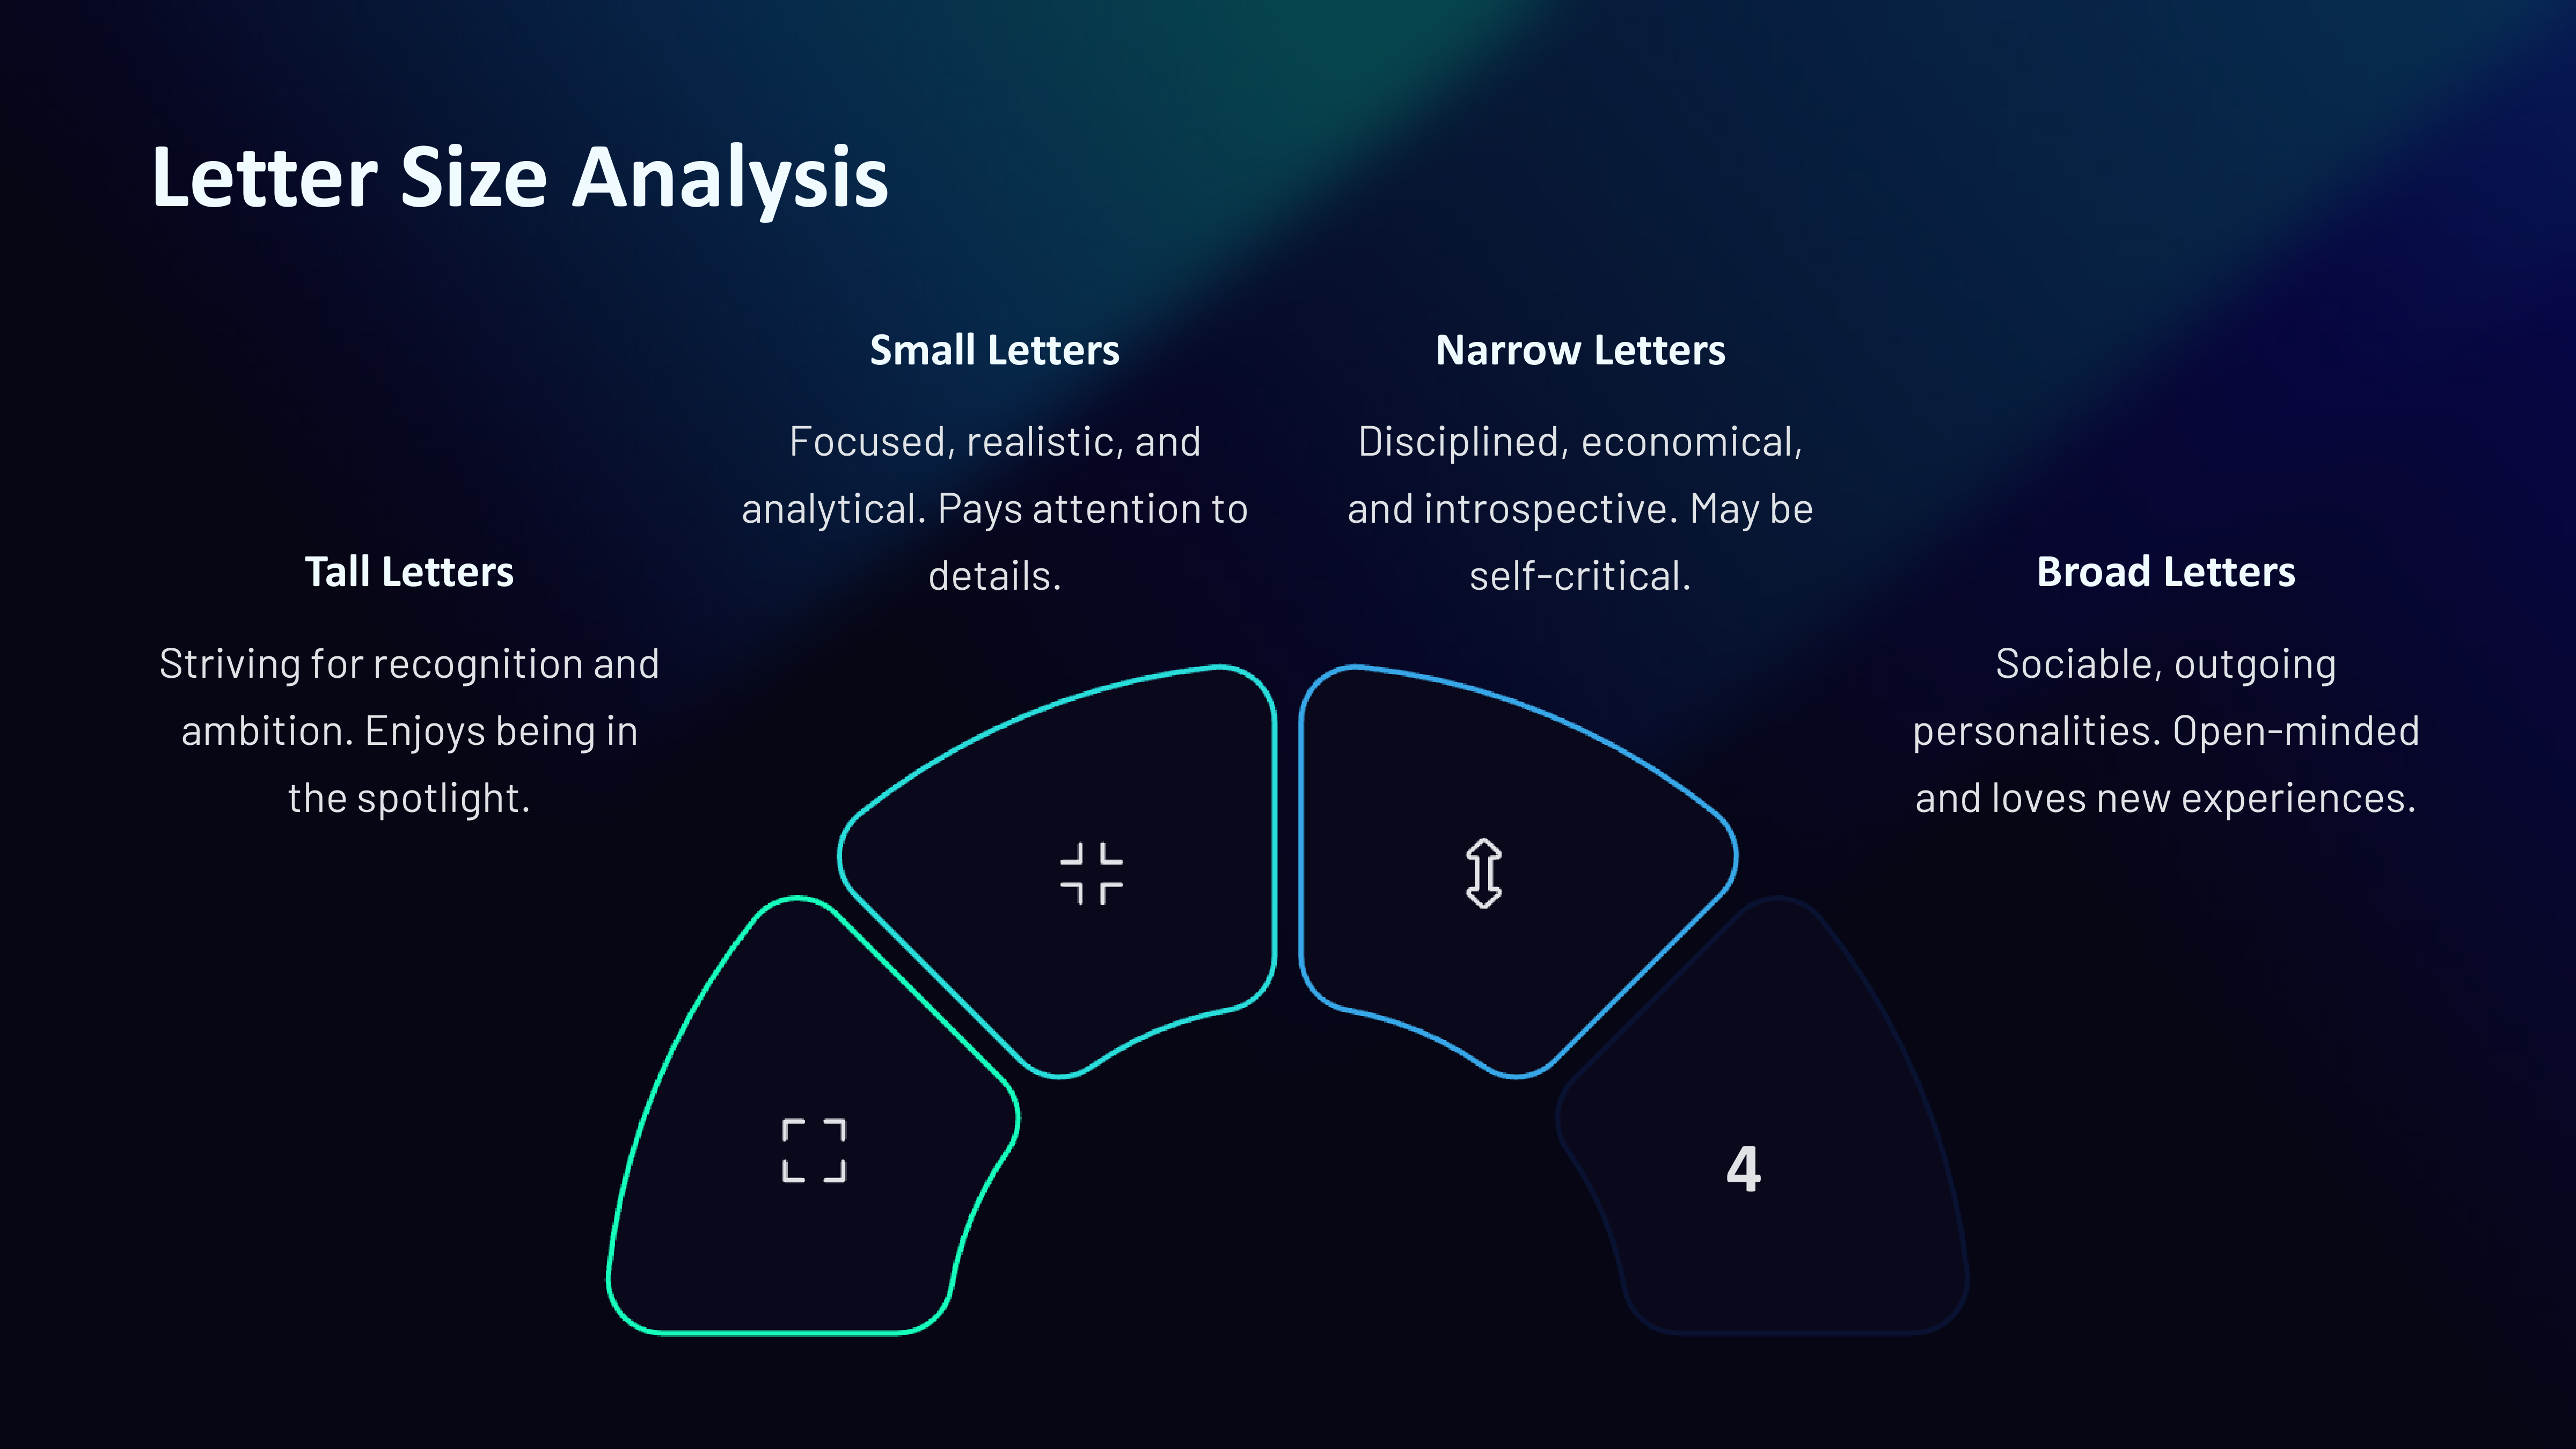 Letter Size Analysis
Tall Letters
Striving for recognition and
ambition. Enjoys being in
the spotlight.
Small Letters
Focused, realistic, and
analytical. Pays attention to
details.
Narrow Letters
Disciplined, economical,
and introspective. May be
self-critical.
Broad Letters
Sociable, outgoing
personalities. Open-minded
and loves new experiences.
4